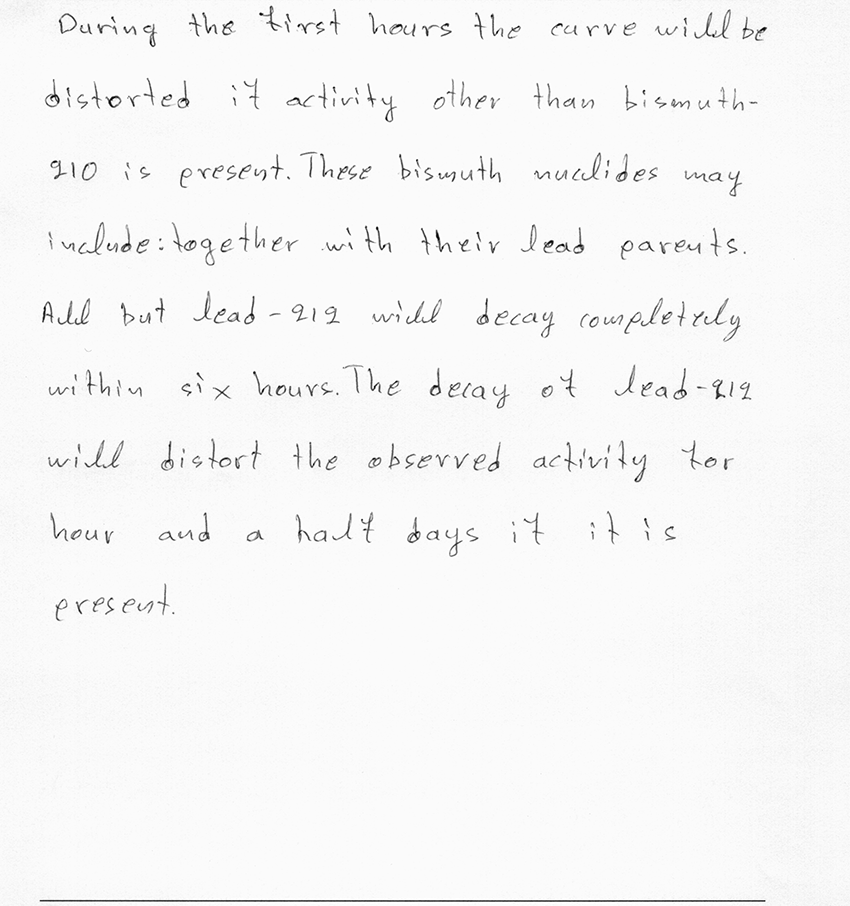 During the first hours the curve will be
distorted if activity other than bismuth-
210 is present. These bismuth nuclides may
include: together with their lead parents.
All but lead-212 will decay completely
within six hours. The decay of lead-212
will distort the observed activity for
hour and a half days if it is
present.